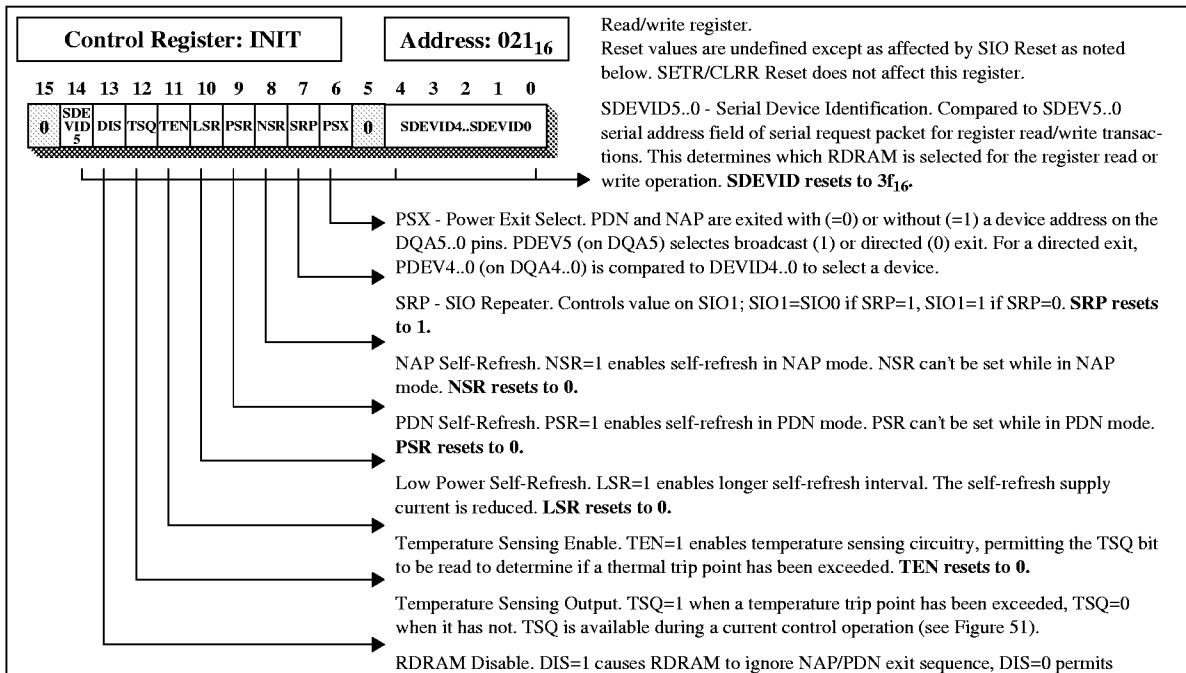 Control Register: INIT
Address: 021₁₆
15 14 13 12 11 10 9 8 7 6 5 4 3 2 1 0
0 SDE VID 5 DIS TSQ TEN LSR PSR NSR SRP PSX 0 SDEVID4..SDEVID0
Read/write register.
Reset values are undefined except as affected by SIO Reset as noted
below. SETR/CLRR Reset does not affect this register.
SDEVID5..0 - Serial Device Identification. Compared to SDEV5..0
serial address field of serial request packet for register read/write transac-
tions. This determines which RDRAM is selected for the register read or
write operation. SDEVID resets to 3f₁₆.
PSX - Power Exit Select. PDN and NAP are exited with (=0) or without (=1) a device address on the
DQA5..0 pins. PDEV5 (on DQA5) selectes broadcast (1) or directed (0) exit. For a directed exit,
PDEV4..0 (on DQA4..0) is compared to DEVID4..0 to select a device.
SRP - SIO Repeater. Controls value on SIO1; SIO1=SIO0 if SRP=1, SIO1=1 if SRP=0. SRP resets
to 1.
NAP Self-Refresh. NSR=1 enables self-refresh in NAP mode. NSR can't be set while in NAP
mode. NSR resets to 0.
PDN Self-Refresh. PSR=1 enables self-refresh in PDN mode. PSR can't be set while in PDN mode.
PSR resets to 0.
Low Power Self-Refresh. LSR=1 enables longer self-refresh interval. The self-refresh supply
current is reduced. LSR resets to 0.
Temperature Sensing Enable. TEN=1 enables temperature sensing circuitry, permitting the TSQ bit
to be read to determine if a thermal trip point has been exceeded. TEN resets to 0.
Temperature Sensing Output. TSQ=1 when a temperature trip point has been exceeded, TSQ=0
when it has not. TSQ is available during a current control operation (see Figure 51).
RDRAM Disable. DIS=1 causes RDRAM to ignore NAP/PDN exit sequence, DIS=0 permits